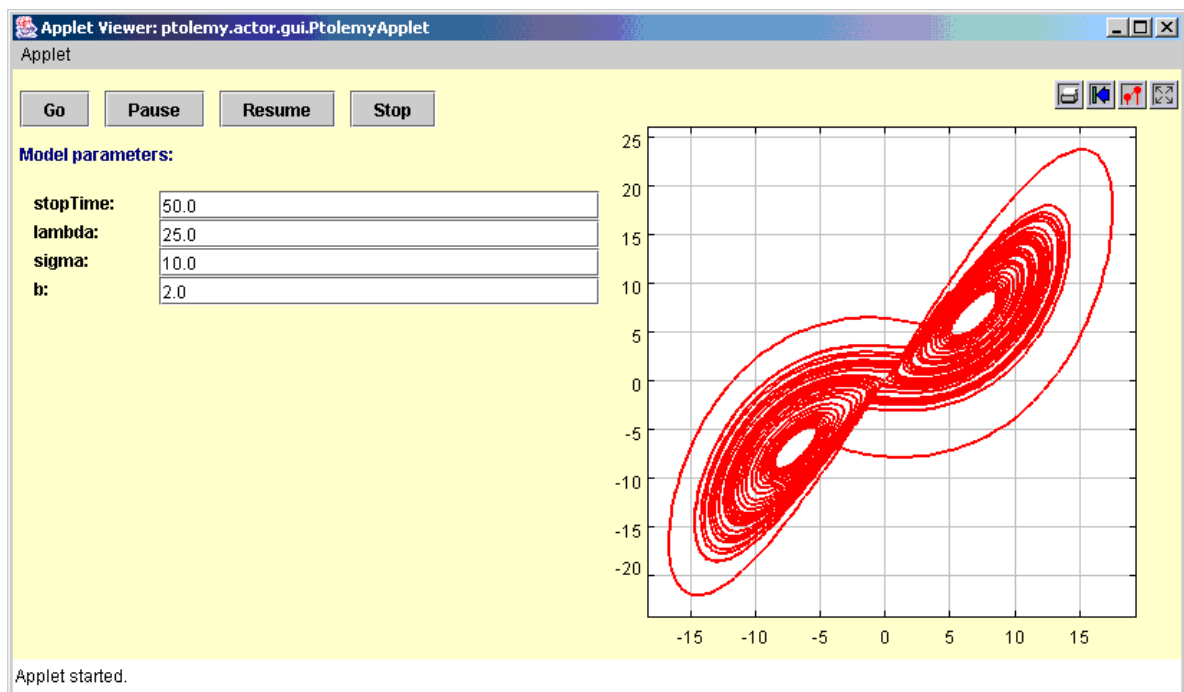 Applet Viewer: ptolemy.actor.gui.PtolemyApplet
Applet
Go Pause Resume Stop
Model parameters:
stopTime: 50.0
lambda: 25.0
sigma: 10.0
b: 2.0
25
20
15
10
5
0
-5
-10
-15
-20
-15 -10 -5 0 5 10 15
Applet started.